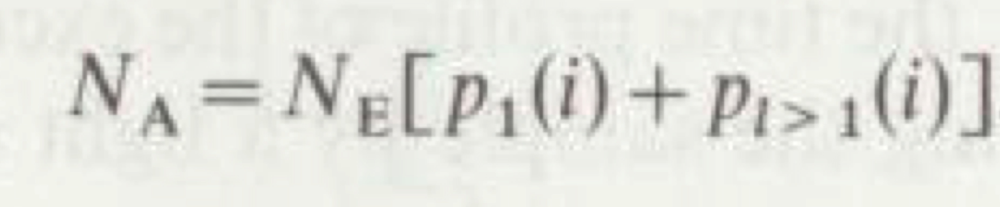 N_A = N_E[p_1(i) + p_{l>1}(i)]